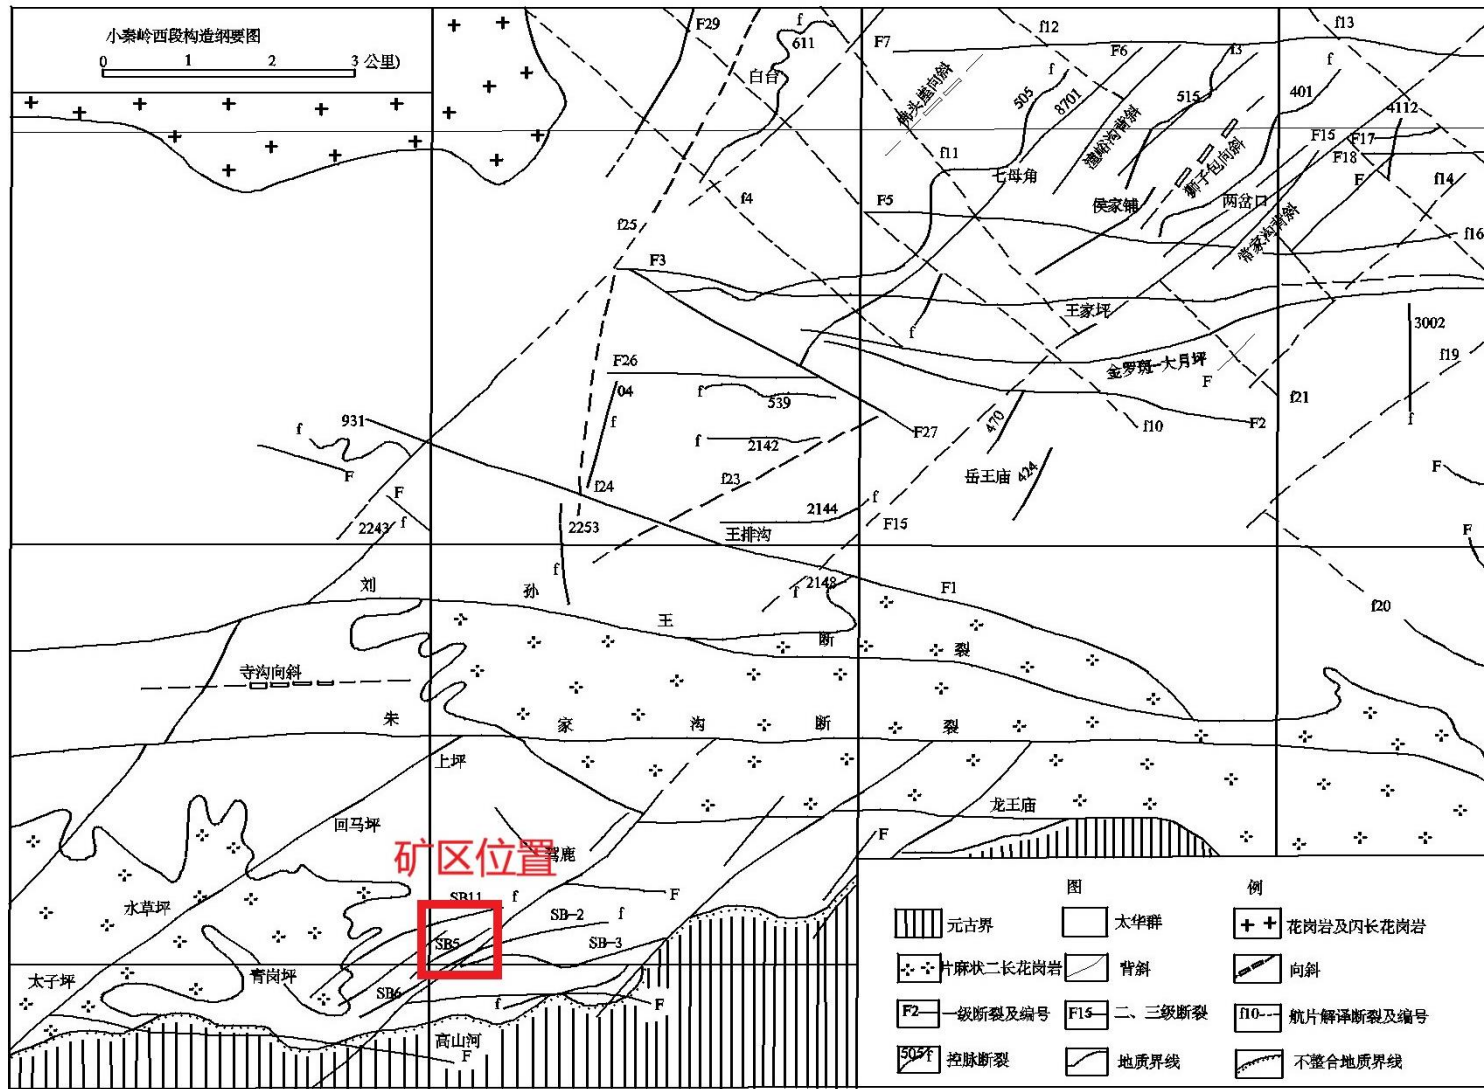 小秦岭西段构造纲要图
0 1 2 3 公里)
F29
f
611
白台
F7
f12
F6
f3
f13
f
佛头崖向斜
505
f
8701
潼峪沟背斜
515
401
4112
F15
F17
F18
f11
七母角
狮子包向斜
F
f14
f4
F5
侯家铺
两岔口
常家沟背斜
f16
f25
F3
王家坪
f
3002
金罗斑--大月坪
F
f19
F26
04
f
f
539
f21
f
931
f
F
f
2142
F27
470
f10
F2
F
f24
f23
岳王庙
424
F
2243
f
2253
2144
f
F15
王排沟
F
f
2148
f
F1
f20
刘 孙 王 断 裂
寺沟向斜
朱 家 沟 断 裂
上坪
回马坪
龙王庙
矿区位置
驾鹿
F
F
SB11
f
水草坪
SB-2
f
SB5
SB-3
太子坪
青岗坪
SB6
f
F
高山河
F
图 例
元古界
太华群
花岗岩及闪长花岗岩
片麻状二长花岗岩
背斜
向斜
F2 一级断裂及编号
F15 二、三级断裂
f10 航片解译断裂及编号
505 f 控脉断裂
地质界线
不整合地质界线